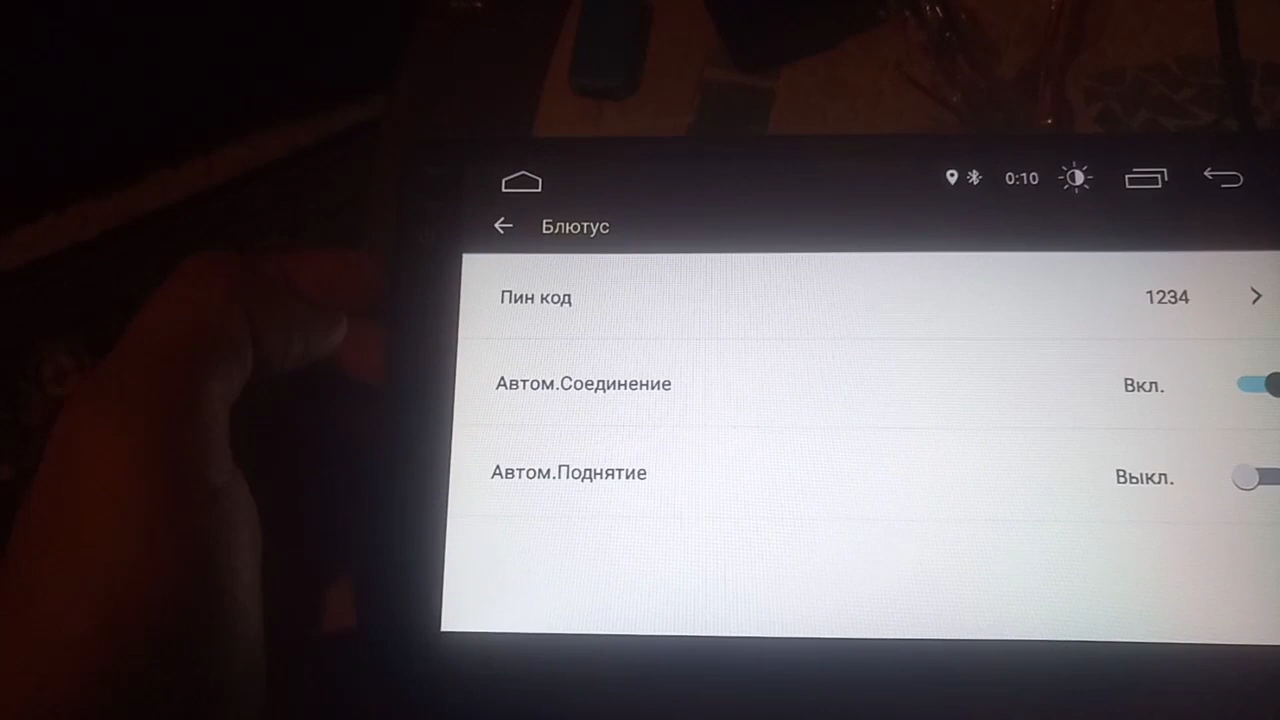 0:10
Блютус
Пин код 1234
Автом.Соединение Вкл.
Автом.Поднятие Выкл.